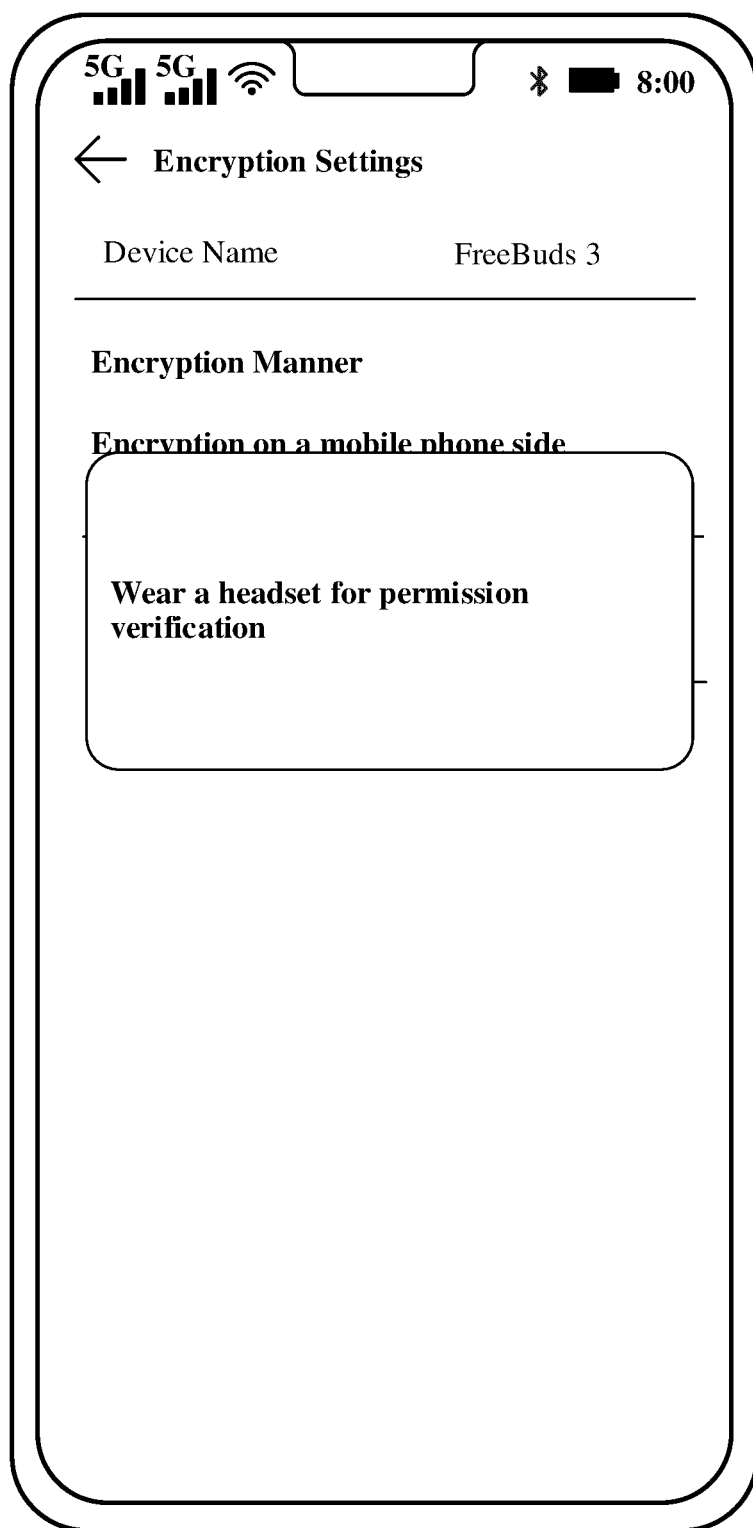 5G 5G 8:00
Encryption Settings
Device Name FreeBuds 3
Encryption Manner
Encryption on a mobile phone side
Wear a headset for permission
verification